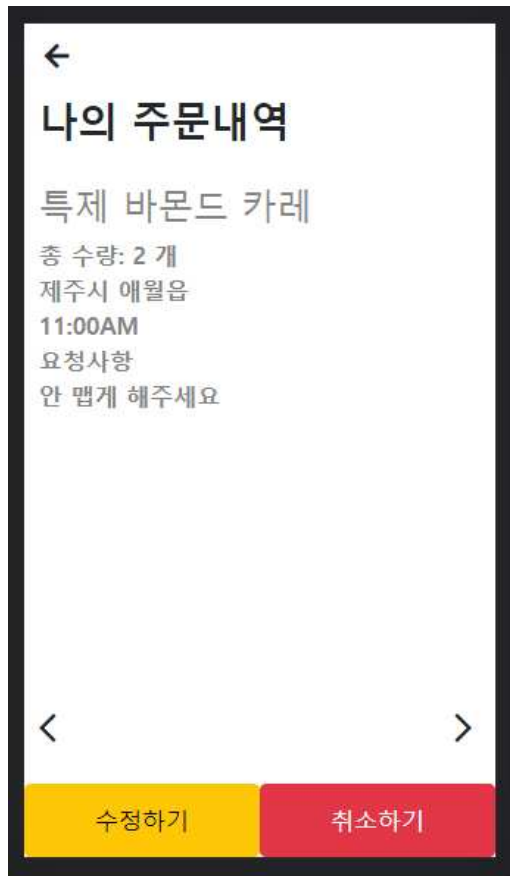 나의 주문내역
특제 바몬드 카레
총 수량: 2 개
제주시 애월읍
11:00AM
요청사항
안 맵게 해주세요
수정하기
취소하기